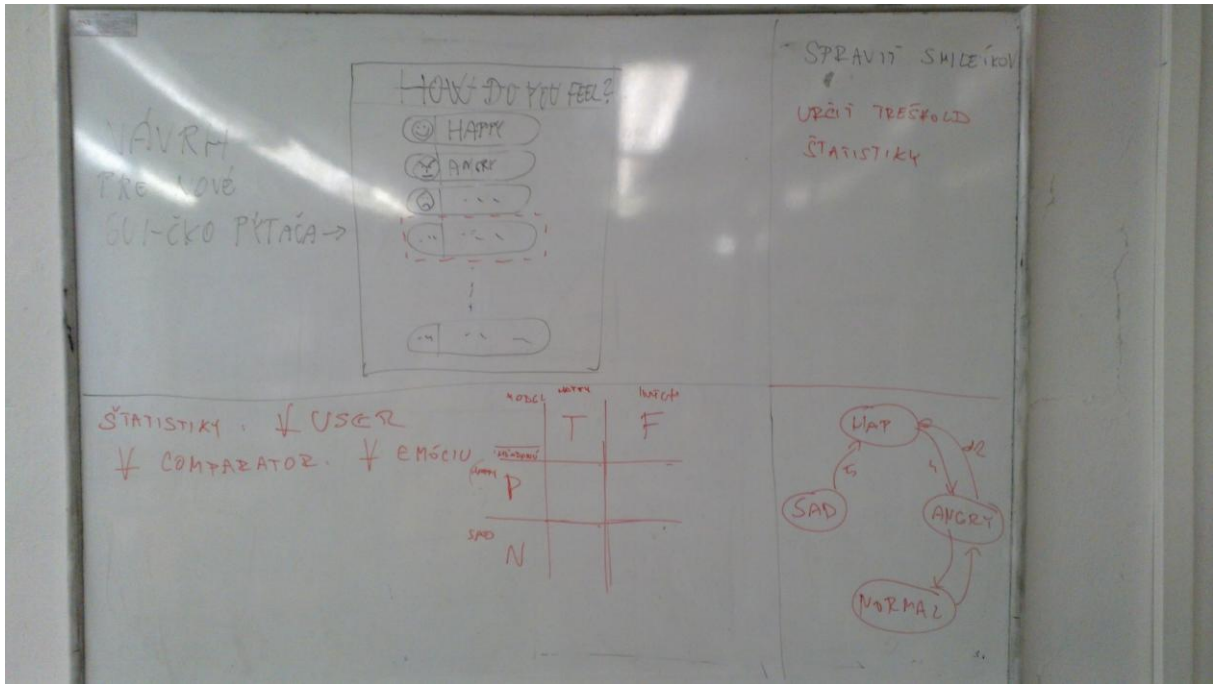 NÁVRH
PRE NOVÉ
GUI-ČKO PÝTAČA →
HOW DO YOU FEEL?
HAPPY
ANGRY
SPRAVIŤ SMILEÍKOV
URČIŤ TREŠHOLD
ŠTATISTIKY
ŠTATISTIKY : ∀ USER
∀ COMPARATOR. ∀ EMÓCIU
MODEL
T F
HAPPY P
SAD N
HAP
SAD
ANGRY
NORMAL